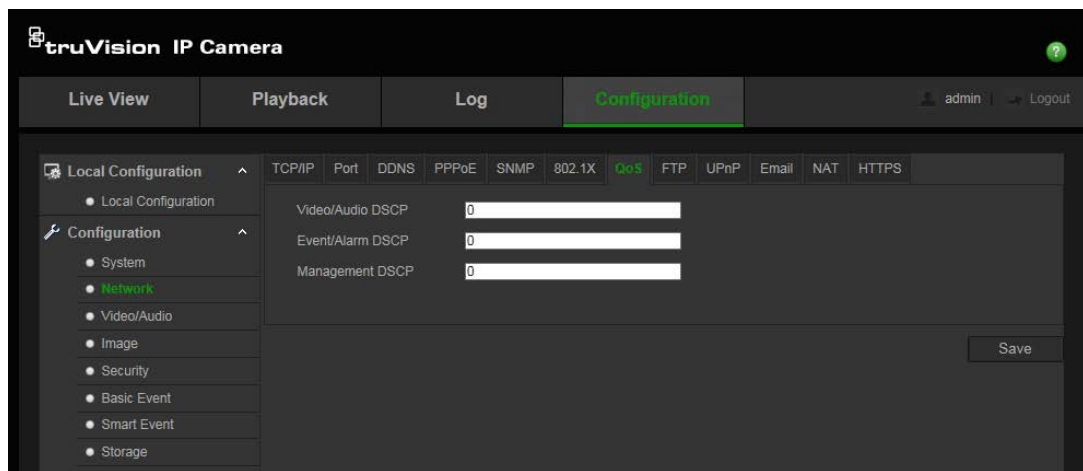 truVision IP Camera
?
Live View Playback Log Configuration admin Logout
Local Configuration
Local Configuration
Configuration
System
Network
Video/Audio
Image
Security
Basic Event
Smart Event
Storage
TCP/IP Port DDNS PPPoE SNMP 802.1X QoS FTP UPnP Email NAT HTTPS
Video/Audio DSCP 0
Event/Alarm DSCP 0
Management DSCP 0
Save